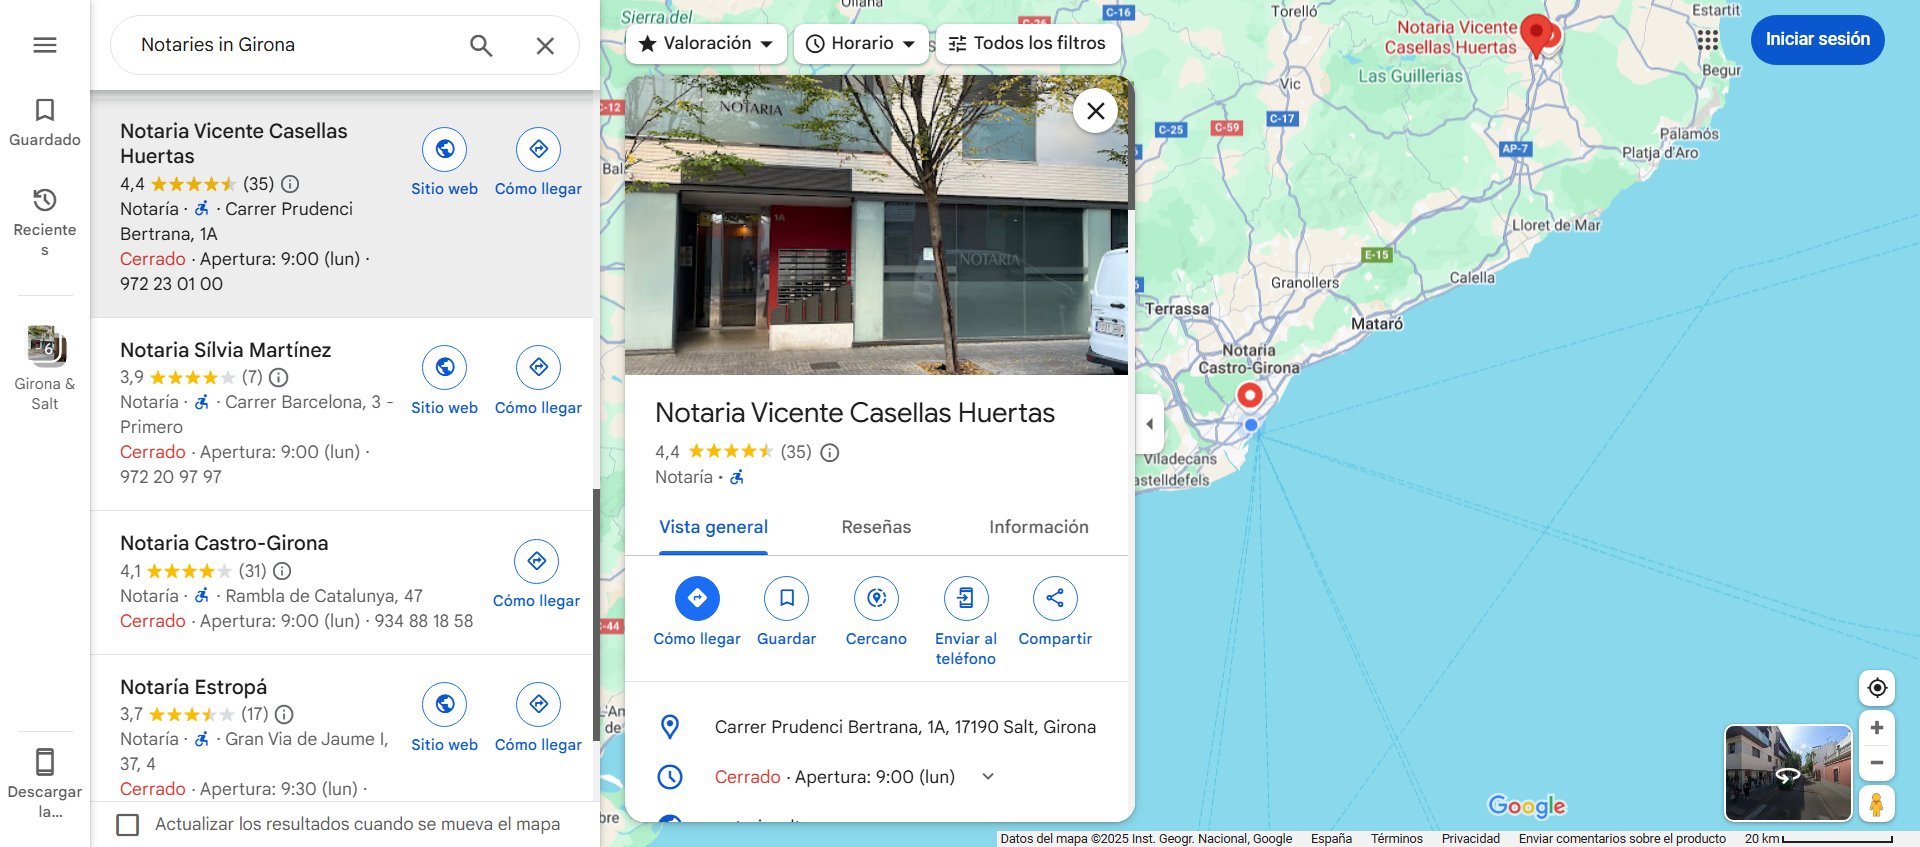 Notaries in Girona
Guardado
Reciente
s
6
Girona &
Salt
Descargar
la...
Notaria Vicente Casellas
Huertas
4,4 (35)
Notaría · · Carrer Prudenci
Bertrana, 1A
Cerrado · Apertura: 9:00 (lun) ·
972 23 01 00
Sitio web
Cómo llegar
Notaria Sílvia Martínez
3,9 (7)
Notaría · · Carrer Barcelona, 3 -
Primero
Cerrado · Apertura: 9:00 (lun) ·
972 20 97 97
Sitio web
Cómo llegar
Notaria Castro-Girona
4,1 (31)
Notaría · · Rambla de Catalunya, 47
Cerrado · Apertura: 9:00 (lun) · 934 88 18 58
Cómo llegar
Notaría Estropá
3,7 (17)
Notaría · · Gran Via de Jaume I,
37, 4
Cerrado · Apertura: 9:30 (lun) ·
Sitio web
Cómo llegar
Actualizar los resultados cuando se mueva el mapa
Valoración
Horario
Todos los filtros
NOTARIA
1A
NOTARIA
Notaria Vicente Casellas Huertas
4,4 (35)
Notaría ·
Vista general
Reseñas
Información
Cómo llegar
Guardar
Cercano
Enviar al
teléfono
Compartir
Carrer Prudenci Bertrana, 1A, 17190 Salt, Girona
Cerrado · Apertura: 9:00 (lun)
Sierra del
Oliana
C-26
C-16
Torelló
Notaria Vicente
Casellas Huertas
Estartit
Iniciar sesión
Begur
Las Guillerias
Vic
C-12
C-25
C-59
C-17
AP-7
Palamós
Platja d'Aro
Bal
Lloret de Mar
E-15
Calella
Granollers
Terrassa
Mataró
Notaria
Castro-Girona
Viladecans
astelldefels
C-44
L'An
de
bre
Google
Datos del mapa ©2025 Inst. Geogr. Nacional, Google
España
Términos
Privacidad
Enviar comentarios sobre el producto
20 km